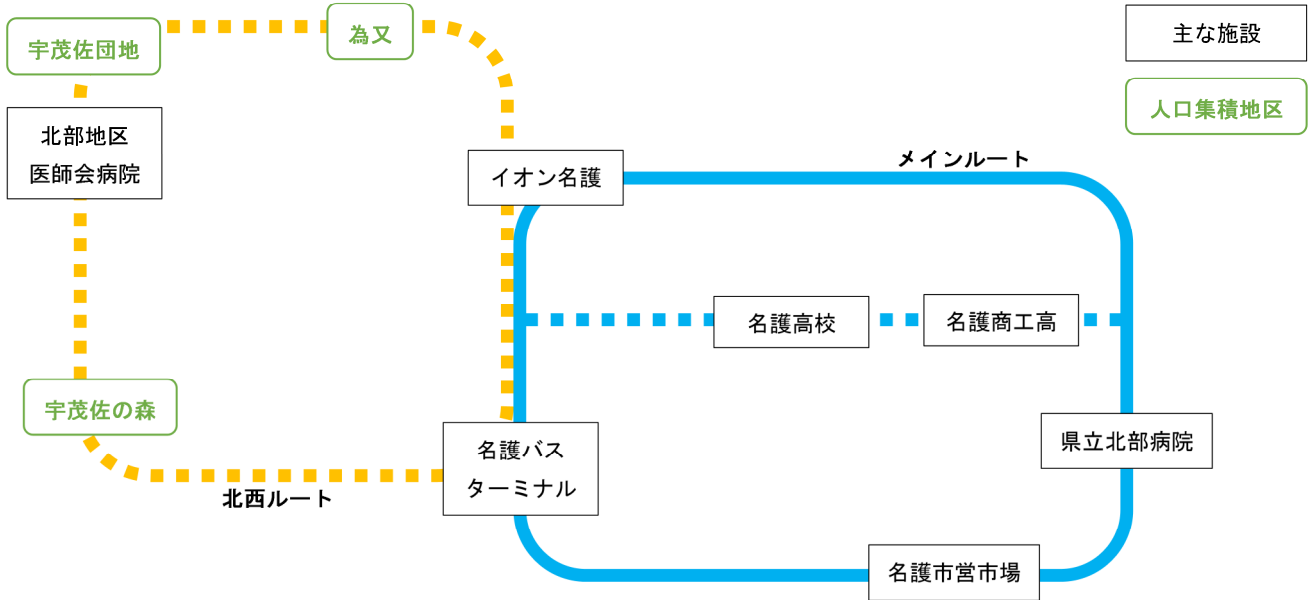 宇茂佐団地
為又
主な施設
人口集積地区
北部地区
医師会病院
イオン名護
メインルート
名護高校
名護商工高
宇茂佐の森
名護バス
ターミナル
県立北部病院
北西ルート
名護市営市場